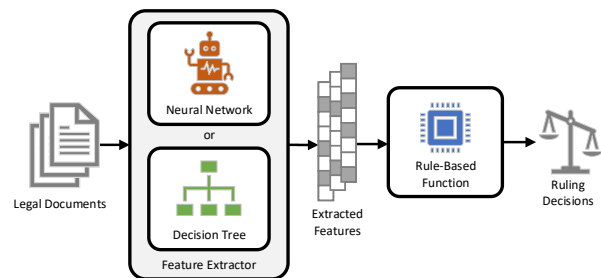 Legal Documents
Neural Network
or
Decision Tree
Feature Extractor
Extracted
Features
Rule-Based
Function
Ruling
Decisions